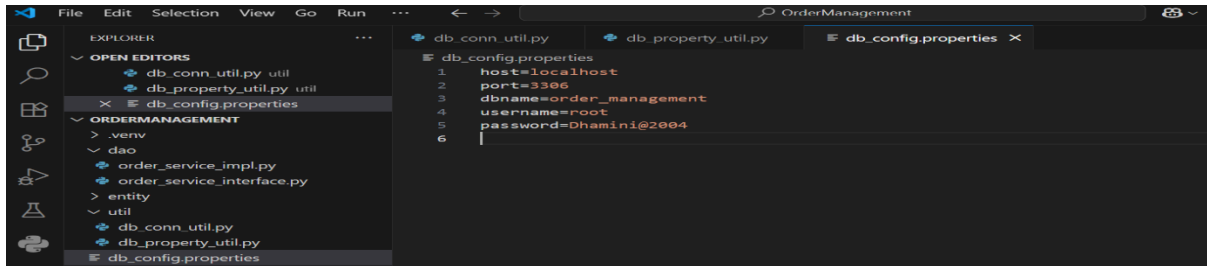 File Edit Selection View Go Run ··· ← → OrderManagement
EXPLORER ···
OPEN EDITORS
db_conn_util.py util
db_property_util.py util
db_config.properties
ORDERMANAGEMENT
.venv
dao
order_service_impl.py
order_service_interface.py
entity
util
db_conn_util.py
db_property_util.py
db_config.properties
db_conn_util.py db_property_util.py db_config.properties
db_config.properties
1 host=localhost
2 port=3306
3 dbname=order_management
4 username=root
5 password=Dhamini@2004
6